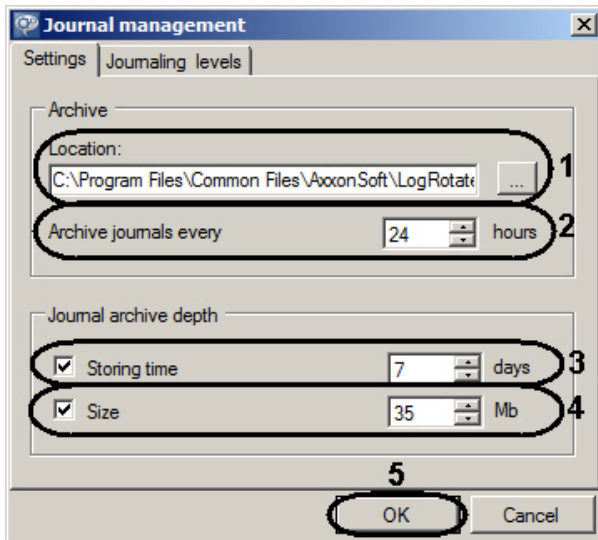 Journal management
Settings Journaling levels
Archive
Location:
C:\Program Files\Common Files\AxxonSoft\LogRotate ... 1
Archive journals every 24 hours 2
Journal archive depth
Storing time 7 days 3
Size 35 Mb 4
5
OK Cancel